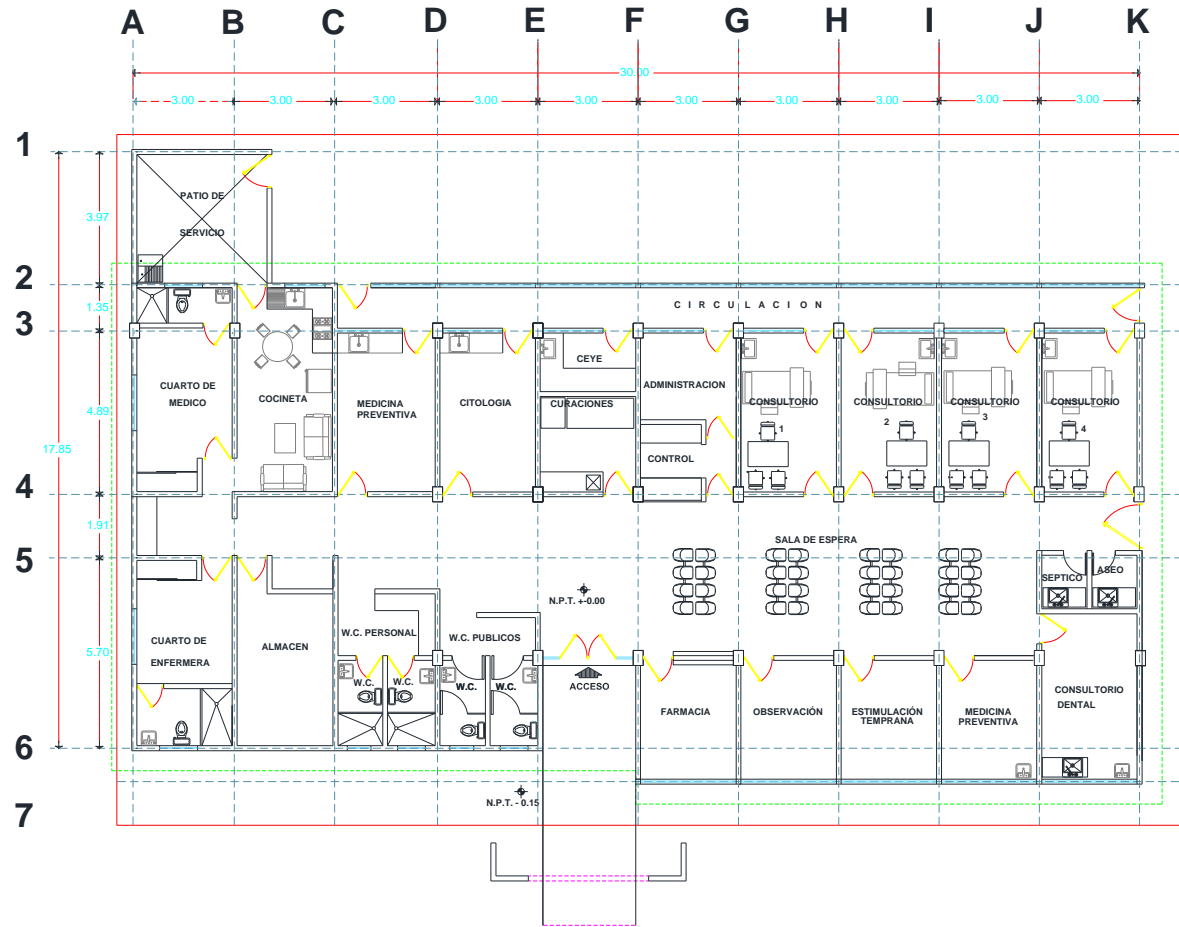 A B C D E F G H I J K
30.00
3.00 3.00 3.00 3.00 3.00 3.00 3.00 3.00 3.00 3.00
1
2
3
4
5
6
7
3.97
1.35
4.89
17.85
1.91
5.70
PATIO DE
SERVICIO
C I R C U L A C I O N
CUARTO DE
MEDICO
COCINETA
MEDICINA
PREVENTIVA
CITOLOGIA
CEYE
CURACIONES
ADMINISTRACION
CONTROL
CONSULTORIO
1
CONSULTORIO
2
CONSULTORIO
3
CONSULTORIO
4
SALA DE ESPERA
SEPTICO
ASEO
N.P.T. +-0.00
CUARTO DE
ENFERMERA
ALMACEN
W.C. PERSONAL
W.C. PUBLICOS
W.C.
W.C.
W.C.
W.C.
ACCESO
FARMACIA
OBSERVACIÓN
ESTIMULACIÓN
TEMPRANA
MEDICINA
PREVENTIVA
CONSULTORIO
DENTAL
N.P.T. - 0.15